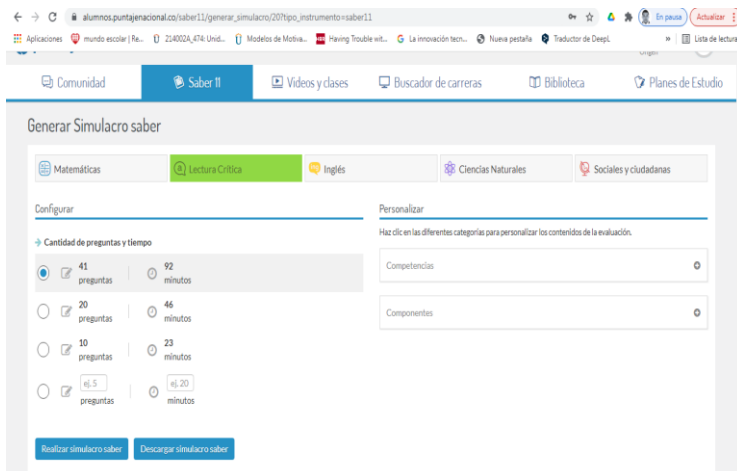 alumnos.puntajenacional.co/saber11/generar_simulacro/20?tipo_instrumento=saber11
En pausa
Actualizar
Aplicaciones mundo escolar | Re... 214002A_474: Unid... Modelos de Motiva... Having Trouble wit... La innovación tecn... Nueva pestaña Traductor de DeepL » Lista de lectura
Origen
Comunidad Saber 11 Videos y clases Buscador de carreras Biblioteca Planes de Estudio
Generar Simulacro saber
Matemáticas Lectura Crítica Inglés Ciencias Naturales Sociales y ciudadanas
Configurar
Personalizar
Haz clic en las diferentes categorías para personalizar los contenidos de la evaluación.
Cantidad de preguntas y tiempo
41 92
preguntas minutos
Competencias
20 46
preguntas minutos
Componentes
10 23
preguntas minutos
ej. 5 ej. 20
preguntas minutos
Realizar simulacro saber Descargar simulacro saber